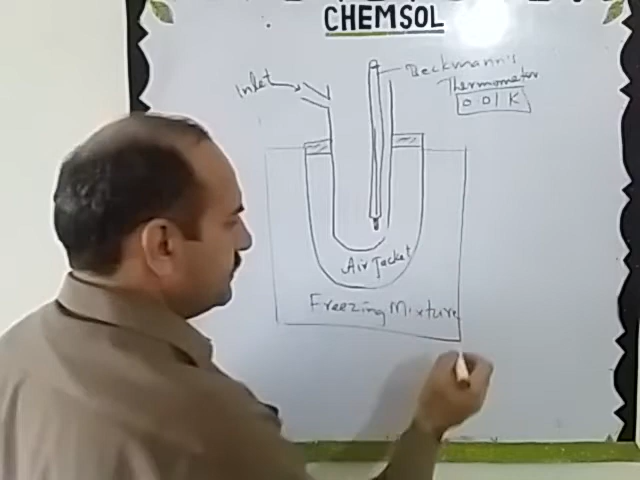 CHEMSOL
Inlet
Beckmann's
Thermometer
0.01 K
Air Jacket
Freezing Mixture